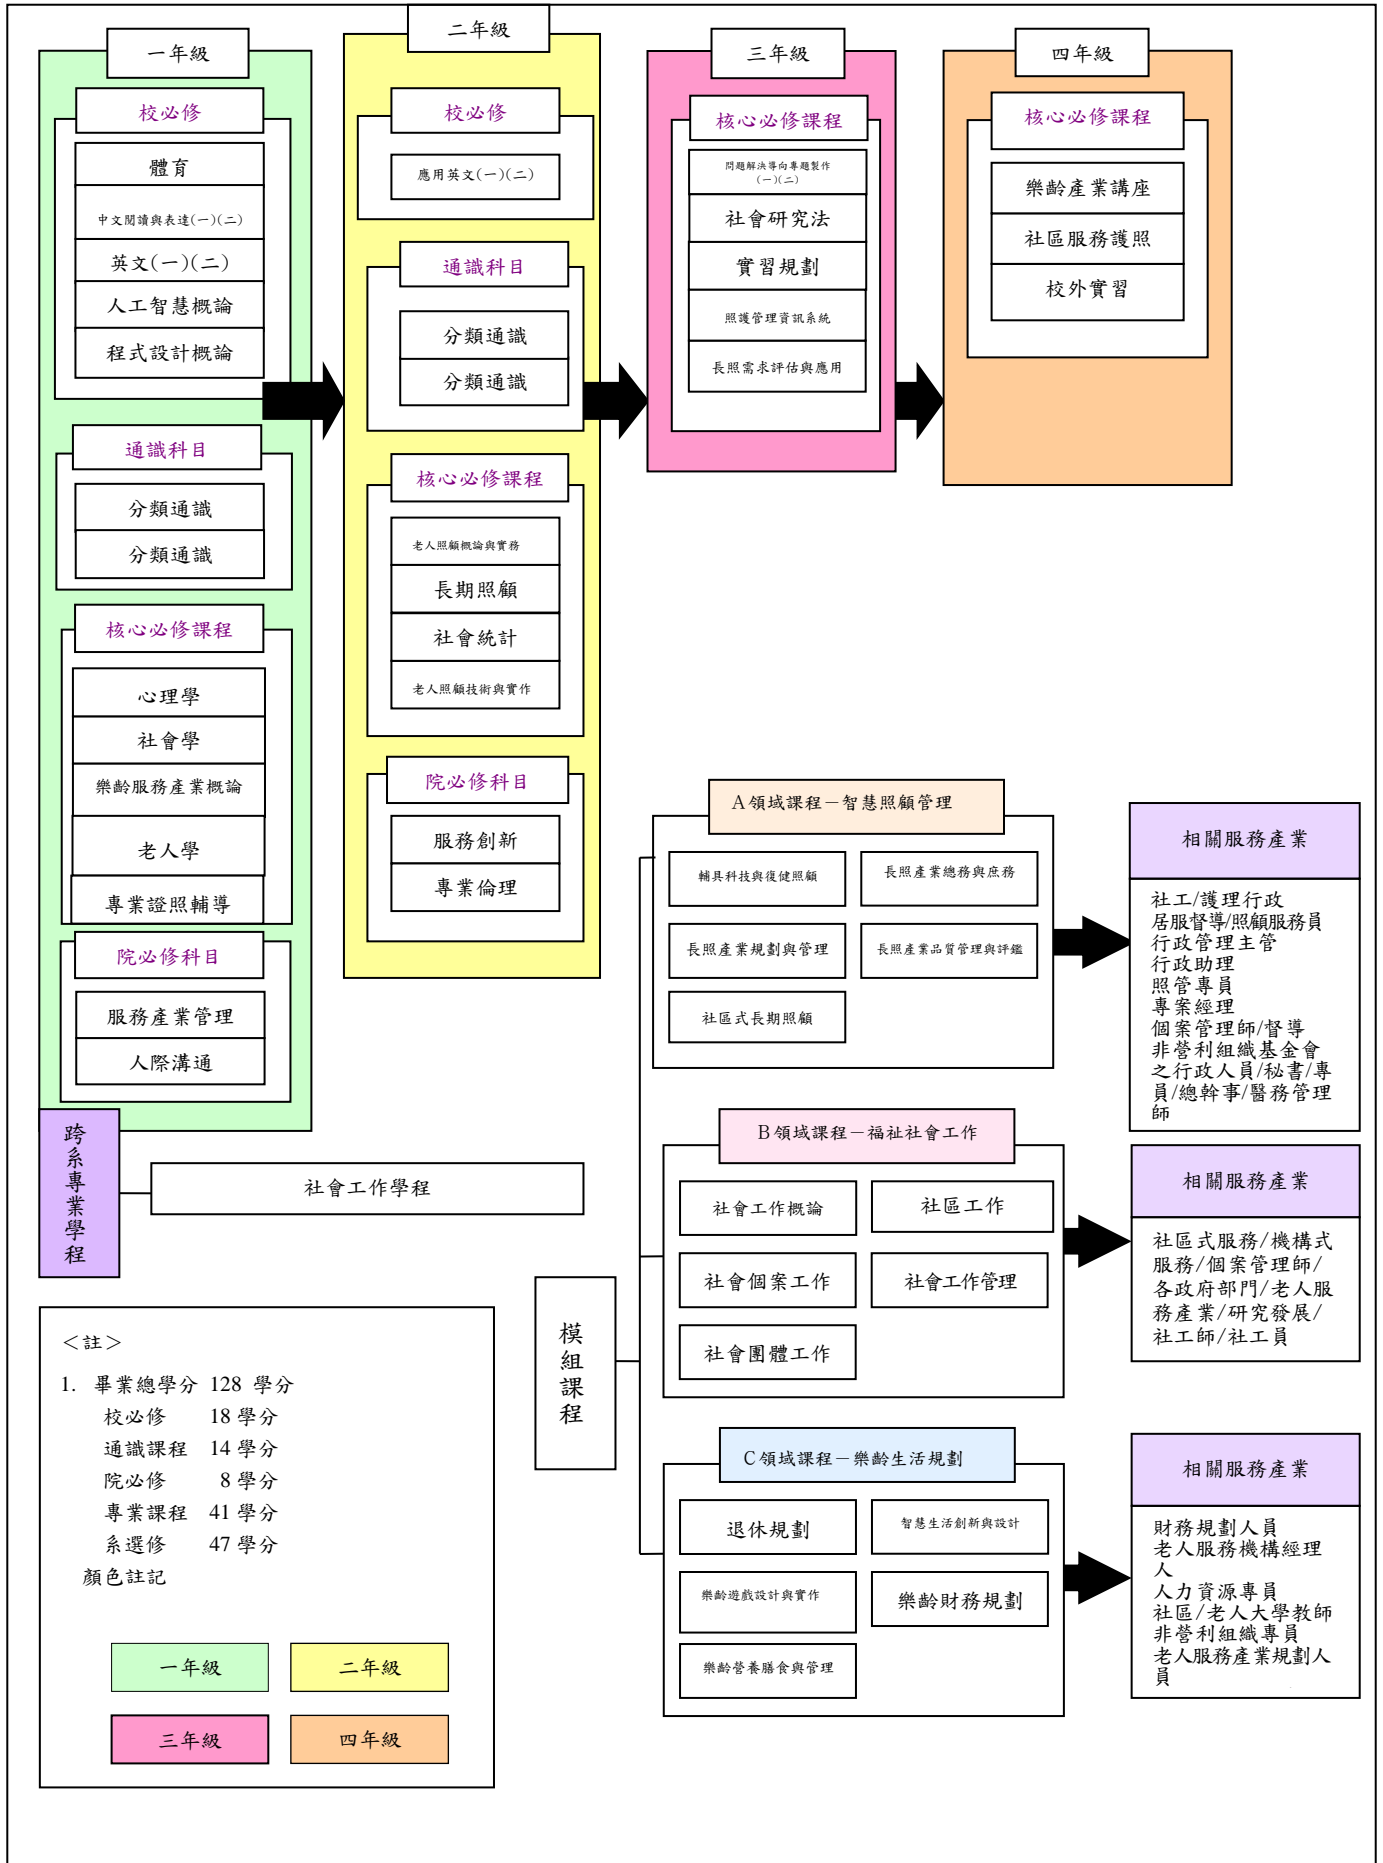 一年級
校必修
體育
中文閱讀與表達(一)(二)
英文(一)(二)
人工智慧概論
程式設計概論
通識科目
分類通識
分類通識
核心必修課程
心理學
社會學
樂齡服務產業概論
老人學
專業證照輔導
院必修科目
服務產業管理
人際溝通
二年級
校必修
應用英文(一)(二)
通識科目
分類通識
分類通識
核心必修課程
老人照顧概論與實務
長期照顧
社會統計
老人照顧技術與實作
院必修科目
服務創新
專業倫理
三年級
核心必修課程
問題解決導向專題製作
(一)(二)
社會研究法
實習規劃
照護管理資訊系統
長照需求評估與應用
四年級
核心必修課程
樂齡產業講座
社區服務護照
校外實習
跨系專業學程
社會工作學程
模組課程
A領域課程－智慧照顧管理
輔具科技與復健照顧
長照產業總務與庶務
長照產業規劃與管理
長照產業品質管理與評鑑
社區式長期照顧
相關服務產業
社工/護理行政
居服督導/照顧服務員
行政管理主管
行政助理
照管專員
專案經理
個案管理師/督導
非營利組織基金會
之行政人員/秘書/專
員/總幹事/醫務管理
師
B領域課程－福祉社會工作
社會工作概論
社區工作
社會個案工作
社會工作管理
社會團體工作
相關服務產業
社區式服務/機構式
服務/個案管理師/
各政府部門/老人服
務產業/研究發展/
社工師/社工員
C領域課程－樂齡生活規劃
退休規劃
智慧生活創新與設計
樂齡遊戲設計與實作
樂齡財務規劃
樂齡營養膳食與管理
相關服務產業
財務規劃人員
老人服務機構經理
人
人力資源專員
社區/老人大學教師
非營利組織專員
老人服務產業規劃人
員
＜註＞
1. 畢業總學分 128 學分
校必修 18 學分
通識課程 14 學分
院必修 8 學分
專業課程 41 學分
系選修 47 學分
顏色註記
一年級
二年級
三年級
四年級